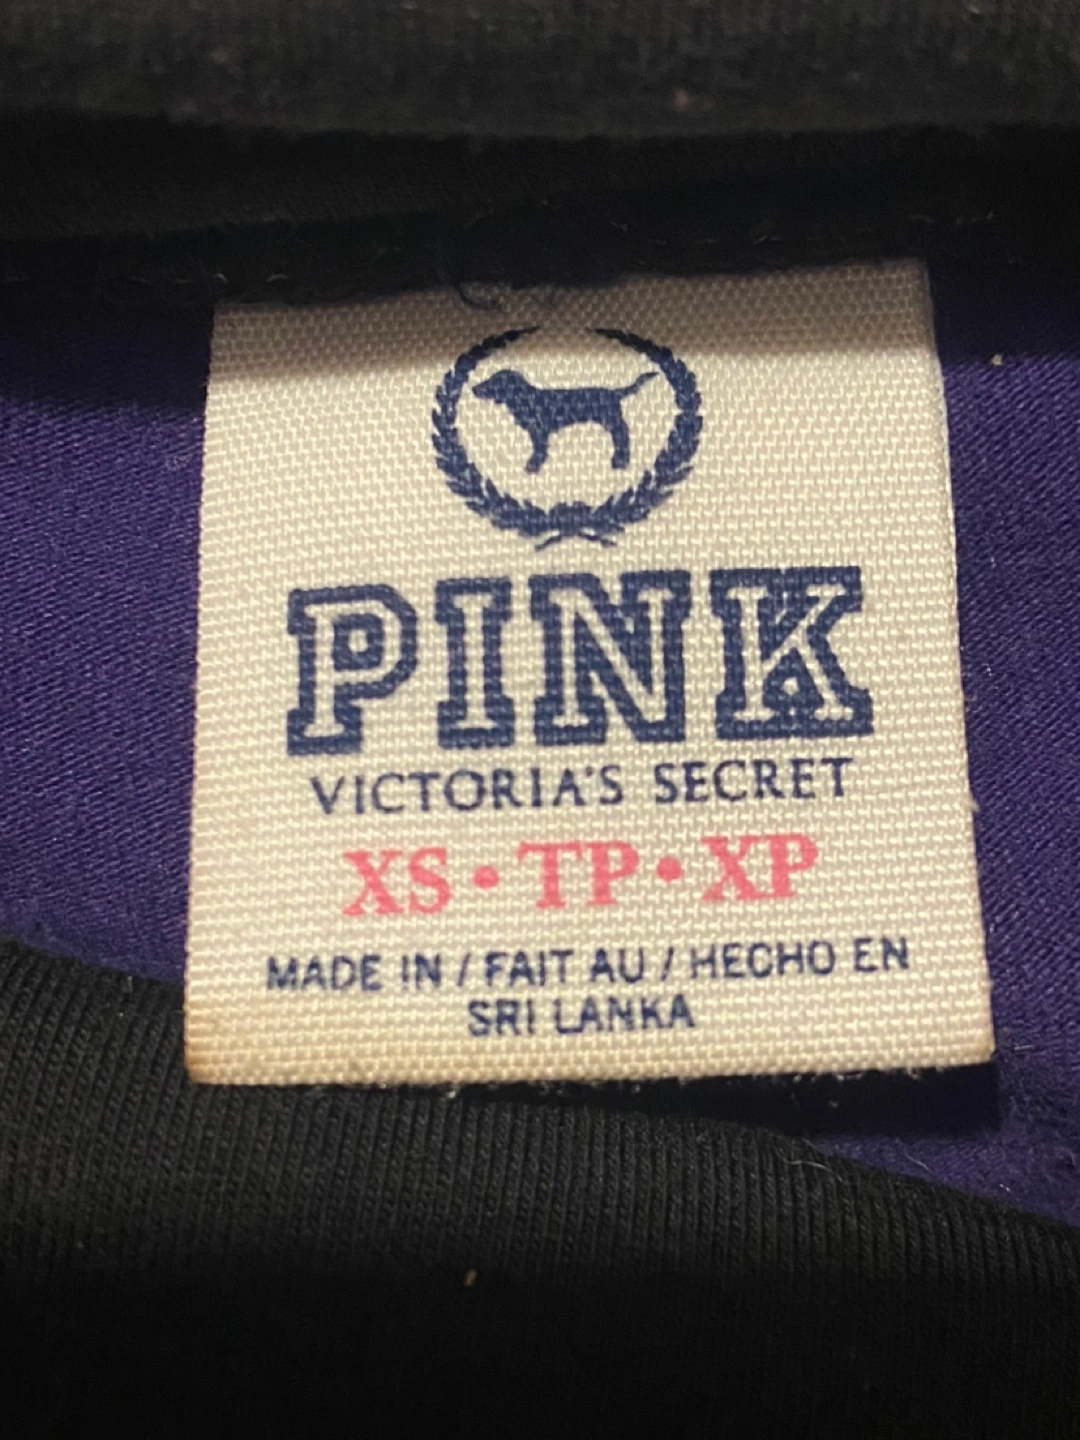 PINK
VICTORIA'S SECRET
XS • TP • XP
MADE IN / FAIT AU / HECHO EN
SRI LANKA